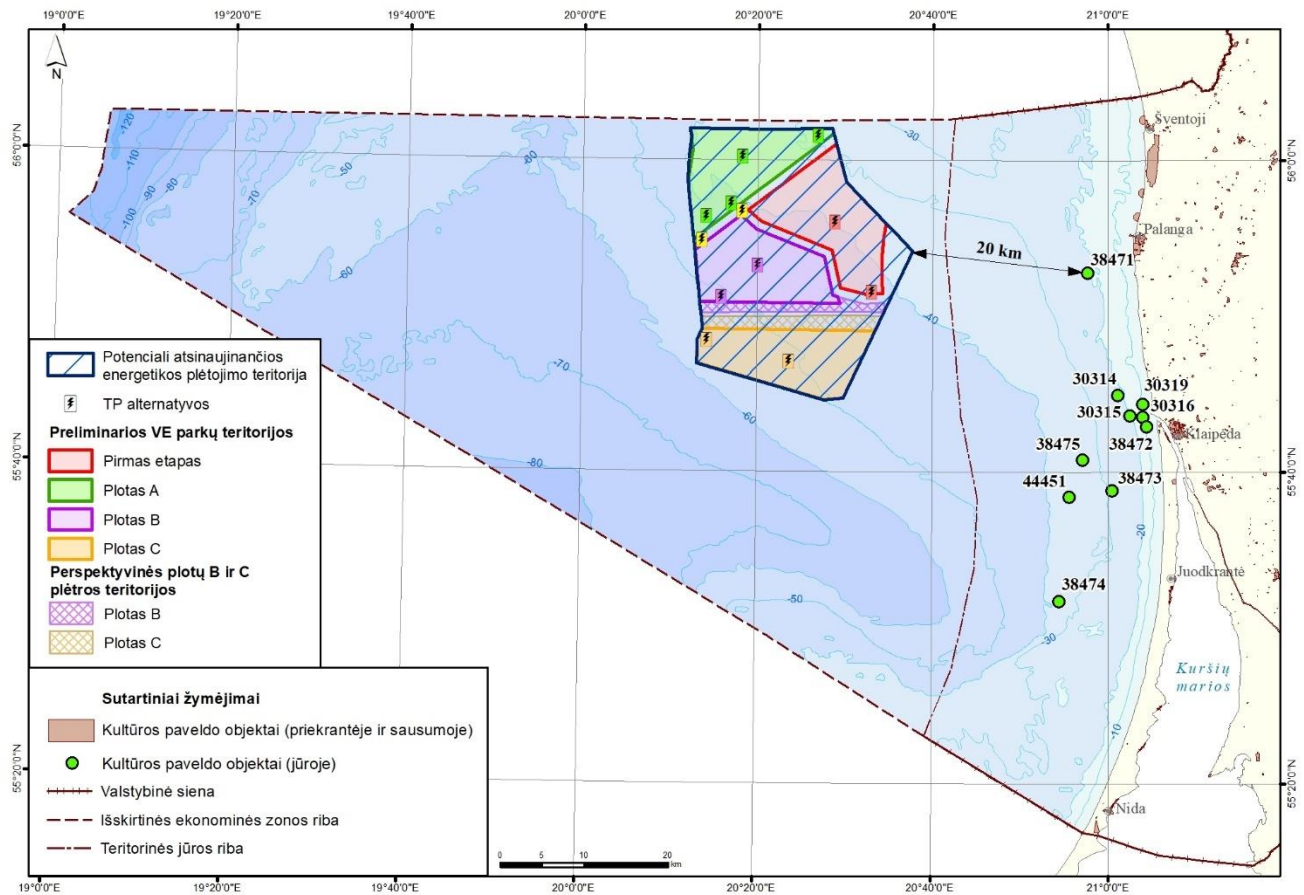 19°0'0"E
19°20'0"E
19°40'0"E
20°0'0"E
20°20'0"E
20°40'0"E
21°0'0"E
N
-120
-110
-90
-80
-100
-70
-50
-80
-30
Šventoji
56°0'0"N
56°0'0"N
-60
Palanga
20 km
38471
-40
-70
-60
30314
30319
30316
30315
Klaipėda
38475
38472
55°40'0"N
55°40'0"N
44451
38473
-80
-20
Juodkrantė
38474
-50
-30
Kuršių
marios
-10
55°20'0"N
55°20'0"N
Nida
Potenciali atsinaujinančios
energetikos plėtojimo teritorija
TP alternatyvos
Preliminarios VE parkų teritorijos
Pirmas etapas
Plotas A
Plotas B
Plotas C
Perspektyvinės plotų B ir C
plėtros teritorijos
Plotas B
Plotas C
Sutartiniai žymėjimai
Kultūros paveldo objektai (priekrantėje ir sausumoje)
Kultūros paveldo objektai (jūroje)
Valstybinė siena
Išskirtinės ekonominės zonos riba
Teritorinės jūros riba
0 5 10 20
km
19°0'0"E
19°20'0"E
19°40'0"E
20°0'0"E
20°20'0"E
20°40'0"E
21°0'0"E